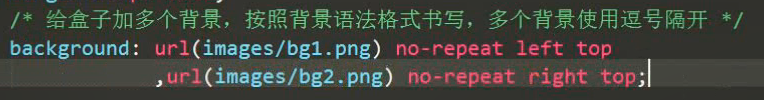 /* 给盒子加多个背景，按照背景语法格式书写，多个背景使用逗号隔开 */
background: url(images/bg1.png) no-repeat left top
,url(images/bg2.png) no-repeat right top;